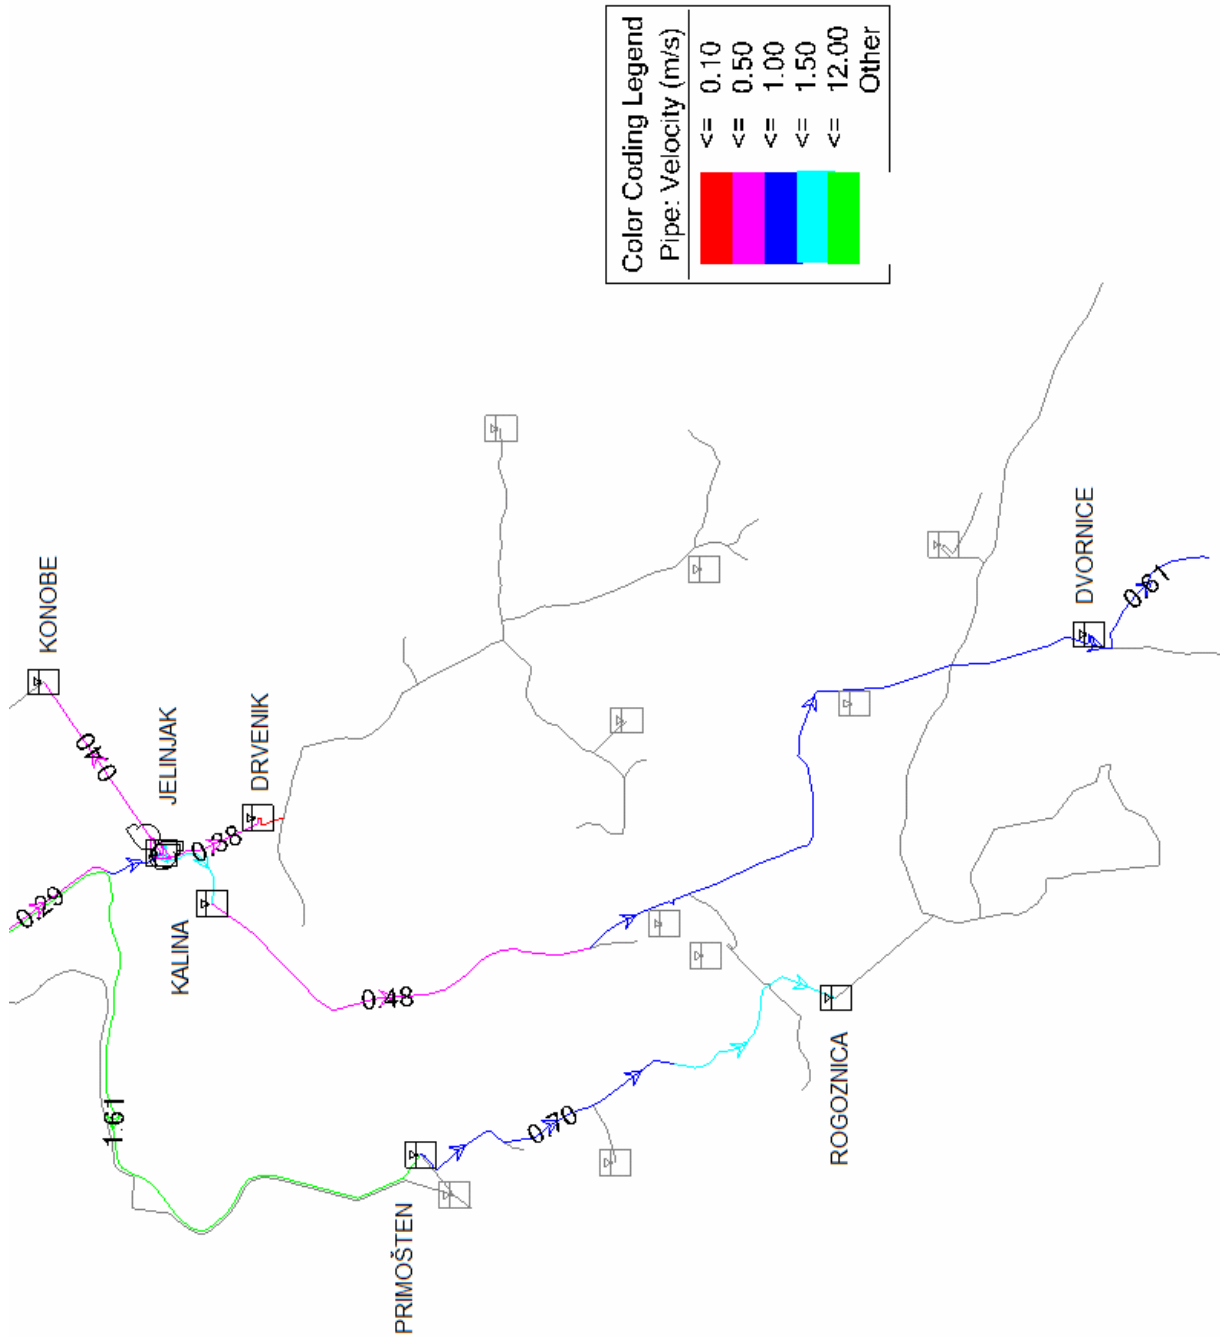 Color Coding Legend
Pipe: Velocity (m/s)
<= 0.10
<= 0.50
<= 1.00
<= 1.50
<= 12.00
Other
KONOBE
0.40
JELINJAK
DRVENIK
0.38
0.29
KALINA
0.48
1.61
PRIMOŠTEN
0.70
ROGOZNICA
DVORNICE
0.61